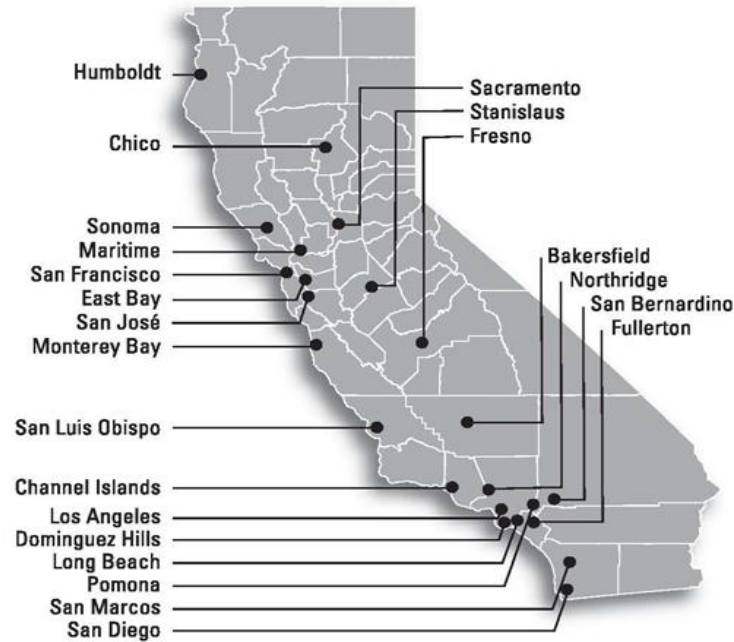 Humboldt
Chico
Sonoma
Maritime
San Francisco
East Bay
San José
Monterey Bay
San Luis Obispo
Channel Islands
Los Angeles
Dominguez Hills
Long Beach
Pomona
San Marcos
San Diego
Sacramento
Stanislaus
Fresno
Bakersfield
Northridge
San Bernardino
Fullerton